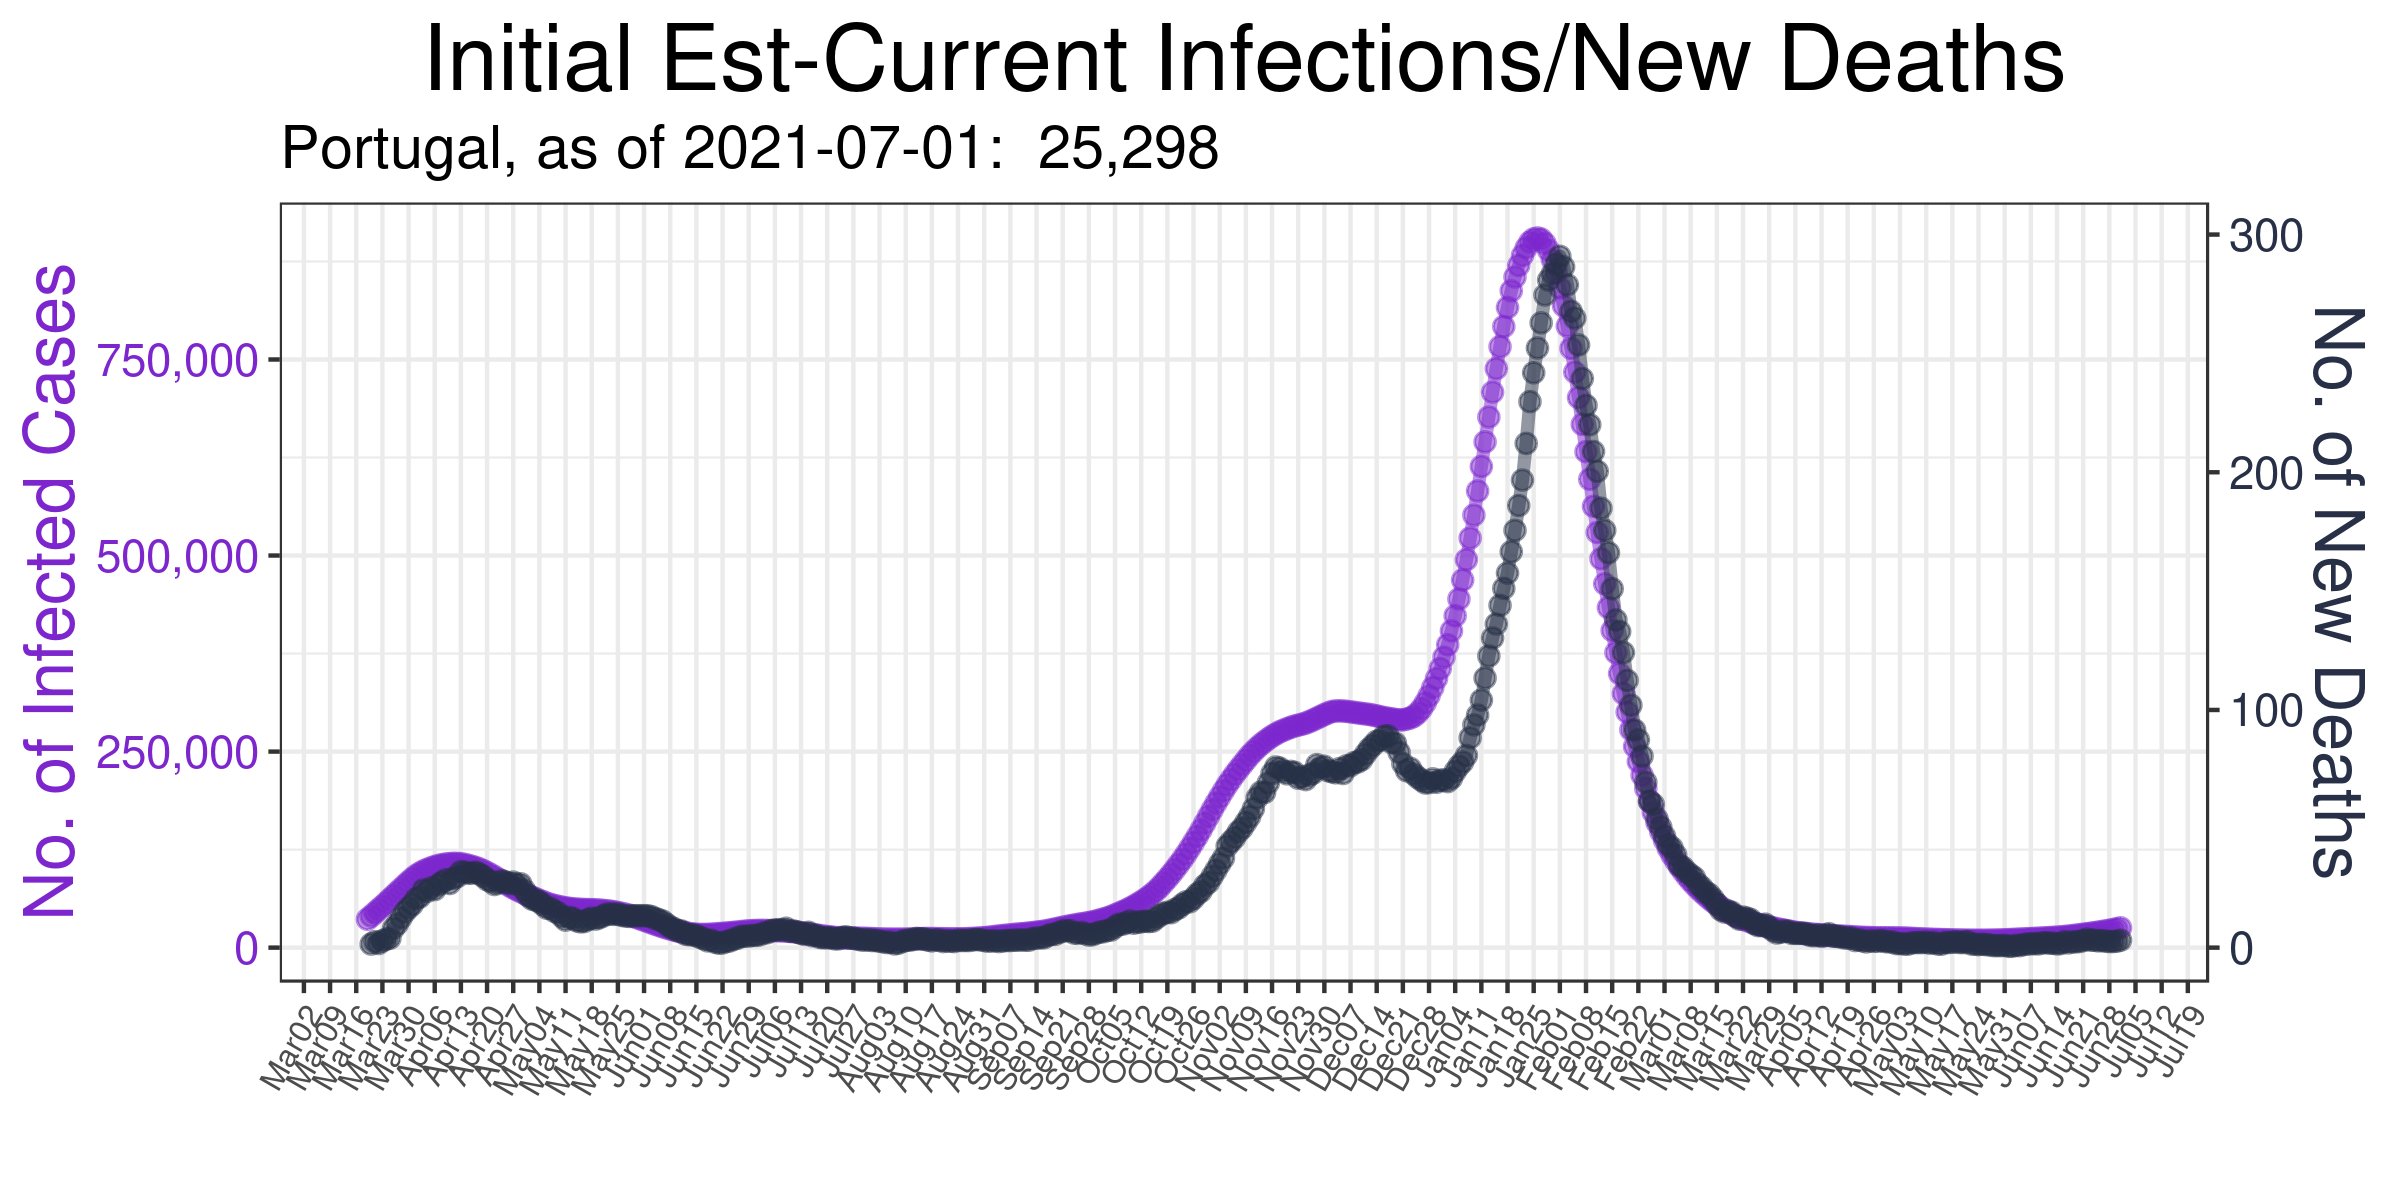 Initial Est-Current Infections/New Deaths
Portugal, as of 2021-07-01:  25,298
No. of Infected Cases
750,000
500,000
250,000
0
300
200
100
0
No. of New Deaths
Mar02
Mar09
Mar16
Mar23
Mar30
Apr06
Apr13
Apr20
Apr27
May04
May11
May18
May25
Jun01
Jun08
Jun15
Jun22
Jun29
Jul06
Jul13
Jul20
Jul27
Aug03
Aug10
Aug17
Aug24
Aug31
Sep07
Sep14
Sep21
Sep28
Oct05
Oct12
Oct19
Oct26
Nov02
Nov09
Nov16
Nov23
Nov30
Dec07
Dec14
Dec21
Dec28
Jan04
Jan11
Jan18
Jan25
Feb01
Feb08
Feb15
Feb22
Mar01
Mar08
Mar15
Mar22
Mar29
Apr05
Apr12
Apr19
Apr26
May03
May10
May17
May24
May31
Jun07
Jun14
Jun21
Jun28
Jul05
Jul12
Jul19